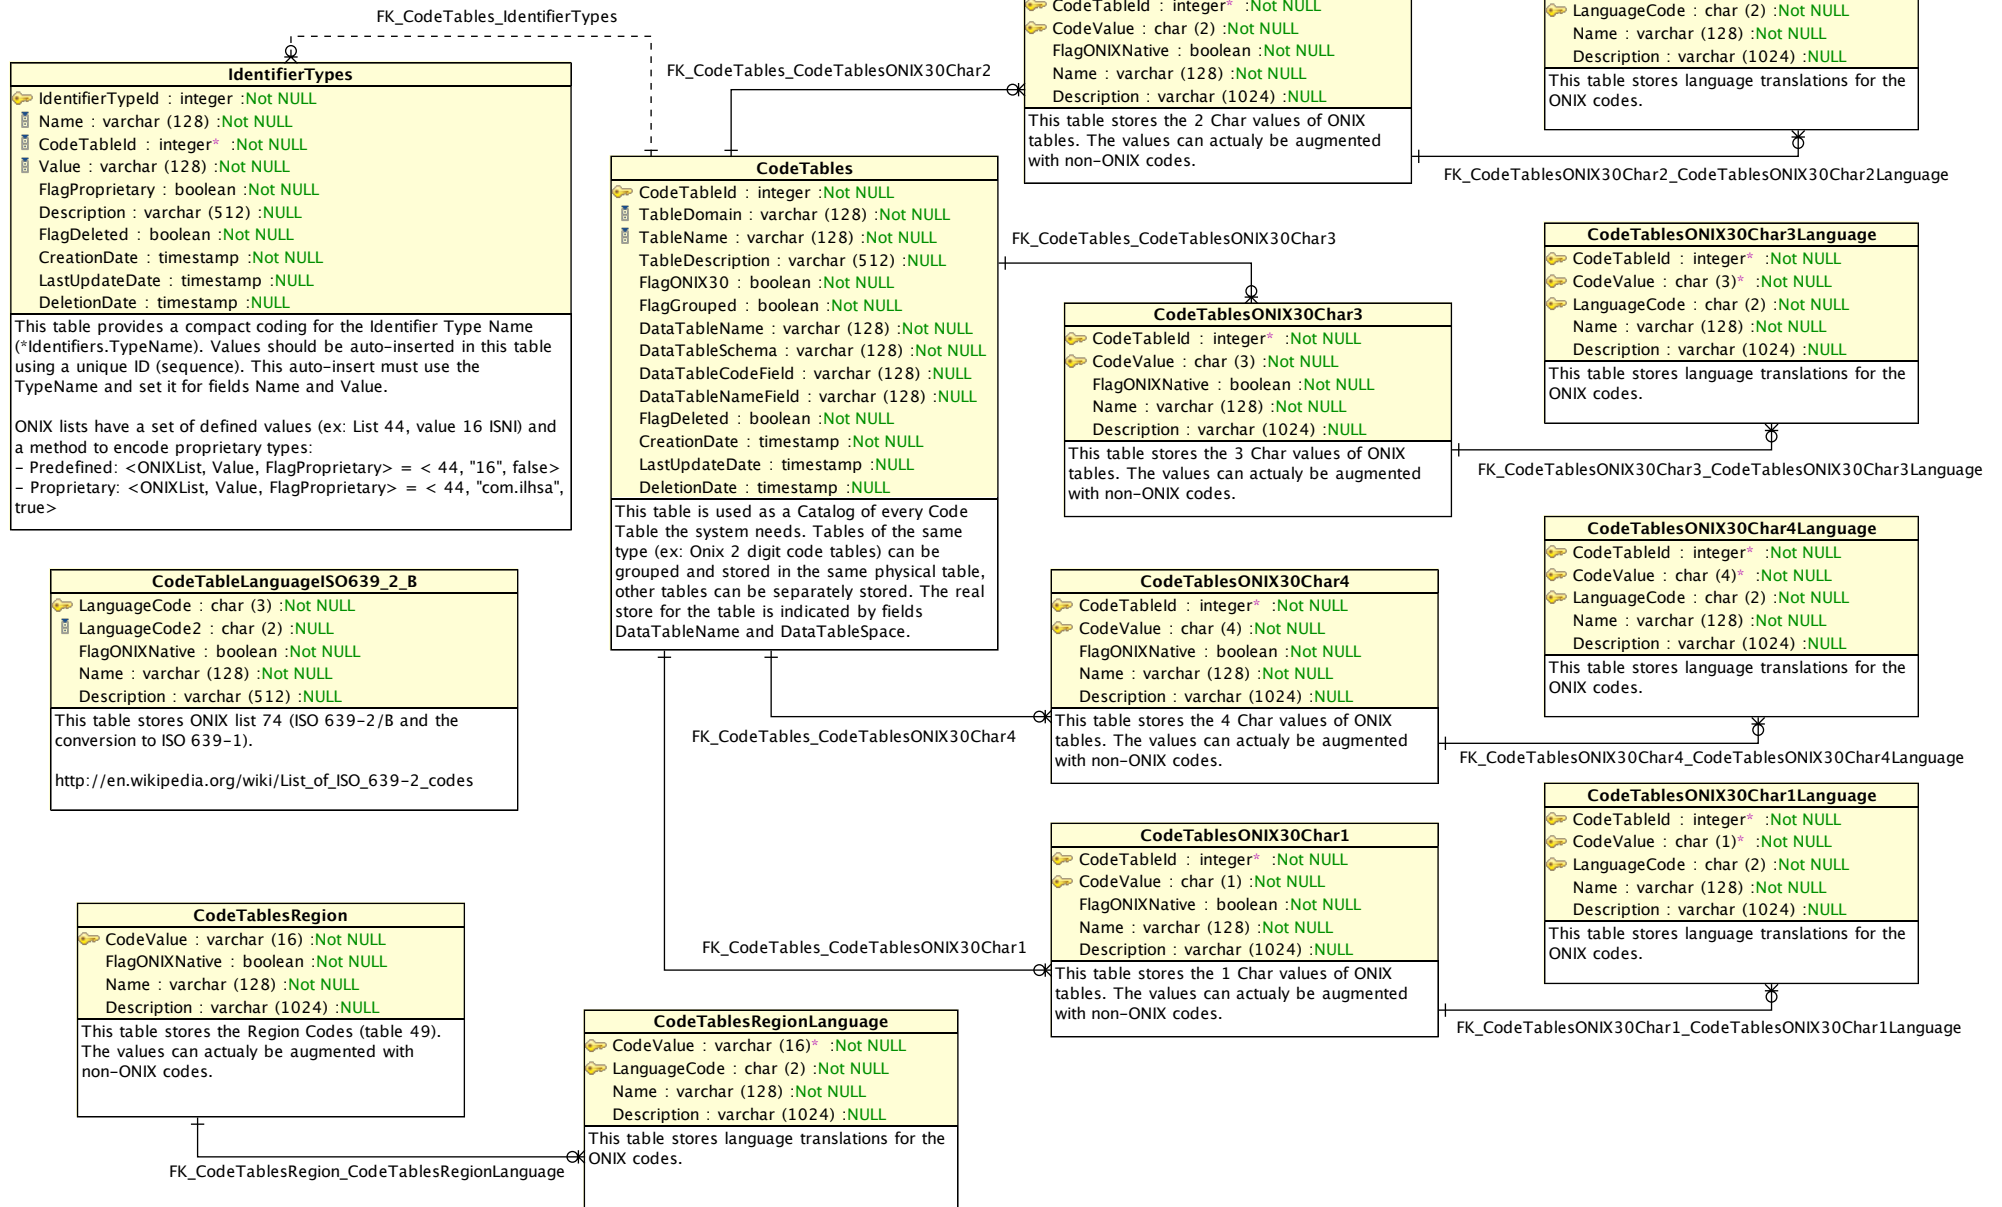 FK_CodeTables_IdentifierTypes
IdentifierTypes
IdentifierTypeId : integer :Not NULL
Name : varchar (128) :Not NULL
CodeTableId : integer* :Not NULL
Value : varchar (128) :Not NULL
FlagProprietary : boolean :Not NULL
Description : varchar (512) :NULL
FlagDeleted : boolean :Not NULL
CreationDate : timestamp :Not NULL
LastUpdateDate : timestamp :NULL
DeletionDate : timestamp :NULL
This table provides a compact coding for the Identifier Type Name
(*Identifiers.TypeName). Values should be auto-inserted in this table
using a unique ID (sequence). This auto-insert must use the
TypeName and set it for fields Name and Value.
ONIX lists have a set of defined values (ex: List 44, value 16 ISNI) and
a method to encode proprietary types:
- Predefined: <ONIXList, Value, FlagProprietary> = < 44, "16", false>
- Proprietary: <ONIXList, Value, FlagProprietary> = < 44, "com.ilhsa",
true>
CodeTableLanguageISO639_2_B
LanguageCode : char (3) :Not NULL
LanguageCode2 : char (2) :NULL
FlagONIXNative : boolean :Not NULL
Name : varchar (128) :Not NULL
Description : varchar (512) :NULL
This table stores ONIX list 74 (ISO 639-2/B and the
conversion to ISO 639-1).
http://en.wikipedia.org/wiki/List_of_ISO_639-2_codes
CodeTablesRegion
CodeValue : varchar (16) :Not NULL
FlagONIXNative : boolean :Not NULL
Name : varchar (128) :Not NULL
Description : varchar (1024) :NULL
This table stores the Region Codes (table 49).
The values can actualy be augmented with
non-ONIX codes.
FK_CodeTablesRegion_CodeTablesRegionLanguage
CodeTablesRegionLanguage
CodeValue : varchar (16)* :Not NULL
LanguageCode : char (2) :Not NULL
Name : varchar (128) :Not NULL
Description : varchar (1024) :NULL
This table stores language translations for the
ONIX codes.
FK_CodeTables_CodeTablesONIX30Char2
CodeTables
CodeTableId : integer :Not NULL
TableDomain : varchar (128) :Not NULL
TableName : varchar (128) :Not NULL
TableDescription : varchar (512) :NULL
FlagONIX30 : boolean :Not NULL
FlagGrouped : boolean :Not NULL
DataTableName : varchar (128) :Not NULL
DataTableSchema : varchar (128) :Not NULL
DataTableCodeField : varchar (128) :NULL
DataTableNameField : varchar (128) :NULL
FlagDeleted : boolean :Not NULL
CreationDate : timestamp :Not NULL
LastUpdateDate : timestamp :NULL
DeletionDate : timestamp :NULL
This table is used as a Catalog of every Code
Table the system needs. Tables of the same
type (ex: Onix 2 digit code tables) can be
grouped and stored in the same physical table,
other tables can be separately stored. The real
store for the table is indicated by fields
DataTableName and DataTableSpace.
FK_CodeTables_CodeTablesONIX30Char4
FK_CodeTables_CodeTablesONIX30Char1
CodeTableId : integer* :Not NULL
CodeValue : char (2) :Not NULL
FlagONIXNative : boolean :Not NULL
Name : varchar (128) :Not NULL
Description : varchar (1024) :NULL
This table stores the 2 Char values of ONIX
tables. The values can actualy be augmented
with non-ONIX codes.
FK_CodeTables_CodeTablesONIX30Char3
CodeTablesONIX30Char3
CodeTableId : integer* :Not NULL
CodeValue : char (3) :Not NULL
FlagONIXNative : boolean :Not NULL
Name : varchar (128) :Not NULL
Description : varchar (1024) :NULL
This table stores the 3 Char values of ONIX
tables. The values can actualy be augmented
with non-ONIX codes.
CodeTablesONIX30Char4
CodeTableId : integer* :Not NULL
CodeValue : char (4) :Not NULL
FlagONIXNative : boolean :Not NULL
Name : varchar (128) :Not NULL
Description : varchar (1024) :NULL
This table stores the 4 Char values of ONIX
tables. The values can actualy be augmented
with non-ONIX codes.
CodeTablesONIX30Char1
CodeTableId : integer* :Not NULL
CodeValue : char (1) :Not NULL
FlagONIXNative : boolean :Not NULL
Name : varchar (128) :Not NULL
Description : varchar (1024) :NULL
This table stores the 1 Char values of ONIX
tables. The values can actualy be augmented
with non-ONIX codes.
LanguageCode : char (2) :Not NULL
Name : varchar (128) :Not NULL
Description : varchar (1024) :NULL
This table stores language translations for the
ONIX codes.
FK_CodeTablesONIX30Char2_CodeTablesONIX30Char2Language
CodeTablesONIX30Char3Language
CodeTableId : integer* :Not NULL
CodeValue : char (3)* :Not NULL
LanguageCode : char (2) :Not NULL
Name : varchar (128) :Not NULL
Description : varchar (1024) :NULL
This table stores language translations for the
ONIX codes.
FK_CodeTablesONIX30Char3_CodeTablesONIX30Char3Language
CodeTablesONIX30Char4Language
CodeTableId : integer* :Not NULL
CodeValue : char (4)* :Not NULL
LanguageCode : char (2) :Not NULL
Name : varchar (128) :Not NULL
Description : varchar (1024) :NULL
This table stores language translations for the
ONIX codes.
FK_CodeTablesONIX30Char4_CodeTablesONIX30Char4Language
CodeTablesONIX30Char1Language
CodeTableId : integer* :Not NULL
CodeValue : char (1)* :Not NULL
LanguageCode : char (2) :Not NULL
Name : varchar (128) :Not NULL
Description : varchar (1024) :NULL
This table stores language translations for the
ONIX codes.
FK_CodeTablesONIX30Char1_CodeTablesONIX30Char1Language